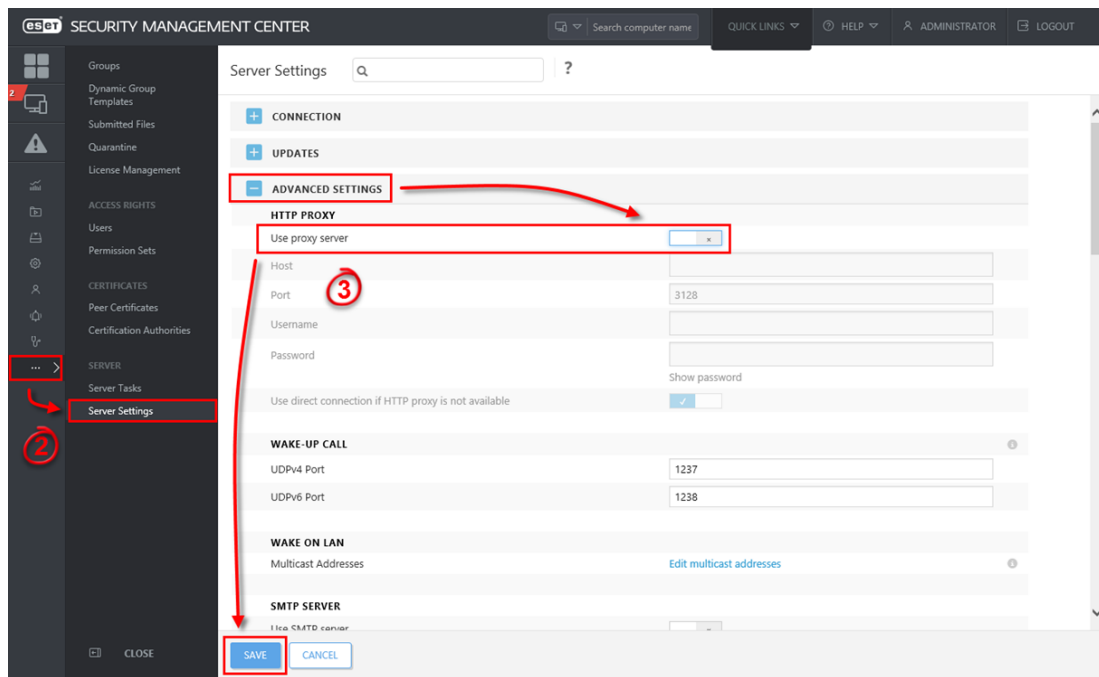 eset SECURITY MANAGEMENT CENTER
Search computer name
QUICK LINKS
? HELP
ADMINISTRATOR
LOGOUT
2
Groups
Dynamic Group
Templates
Submitted Files
Quarantine
License Management
ACCESS RIGHTS
Users
Permission Sets
CERTIFICATES
Peer Certificates
Certification Authorities
SERVER
Server Tasks
Server Settings
2
CLOSE
Server Settings
?
CONNECTION
UPDATES
ADVANCED SETTINGS
HTTP PROXY
Use proxy server
Host
3
Port 3128
Username
Password
Show password
Use direct connection if HTTP proxy is not available
WAKE-UP CALL
UDPv4 Port 1237
UDPv6 Port 1238
WAKE ON LAN
Multicast Addresses Edit multicast addresses
SMTP SERVER
Use SMTP server
SAVE CANCEL